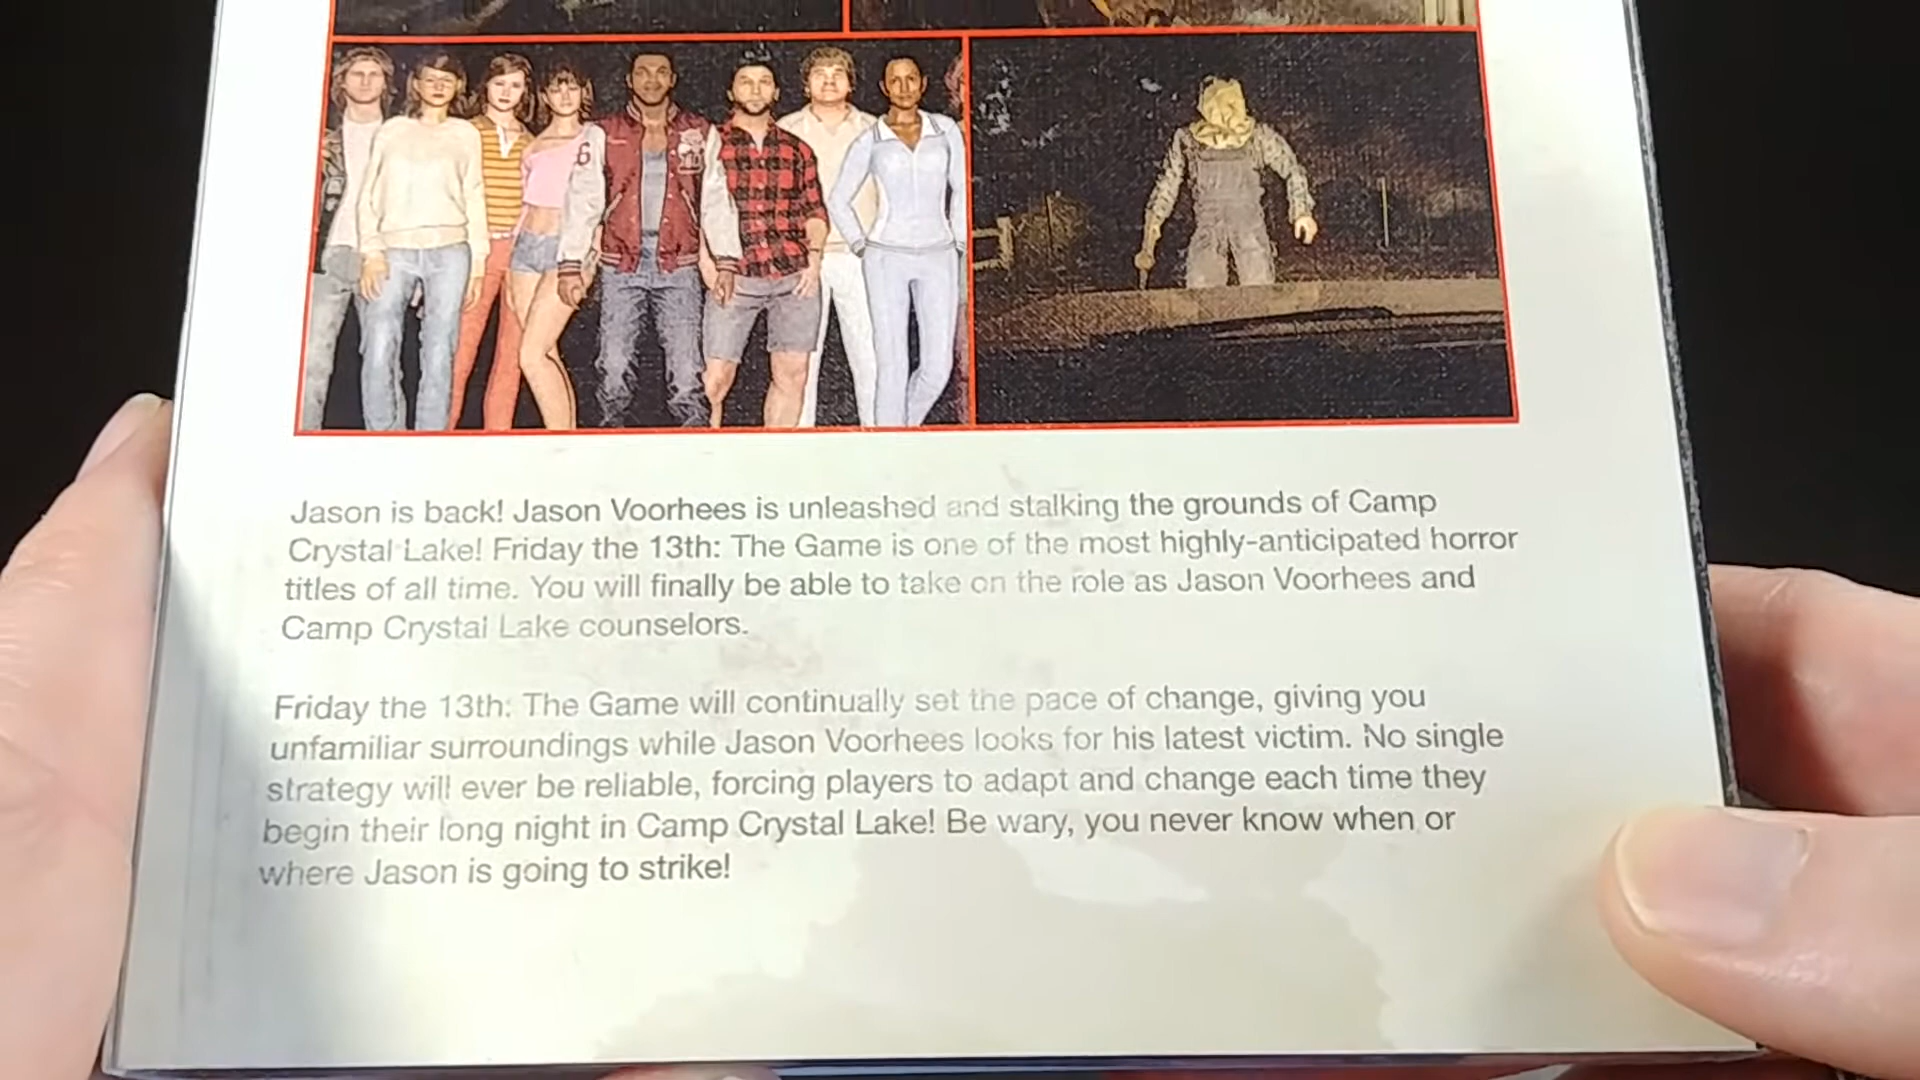 Jason is back! Jason Voorhees is unleashed and stalking the grounds of Camp
Crystal Lake! Friday the 13th: The Game is one of the most highly-anticipated horror
titles of all time. You will finally be able to take on the role as Jason Voorhees and
Camp Crystal Lake counselors.
Friday the 13th: The Game will continually set the pace of change, giving you
unfamiliar surroundings while Jason Voorhees looks for his latest victim. No single
strategy will ever be reliable, forcing players to adapt and change each time they
begin their long night in Camp Crystal Lake! Be wary, you never know when or
where Jason is going to strike!